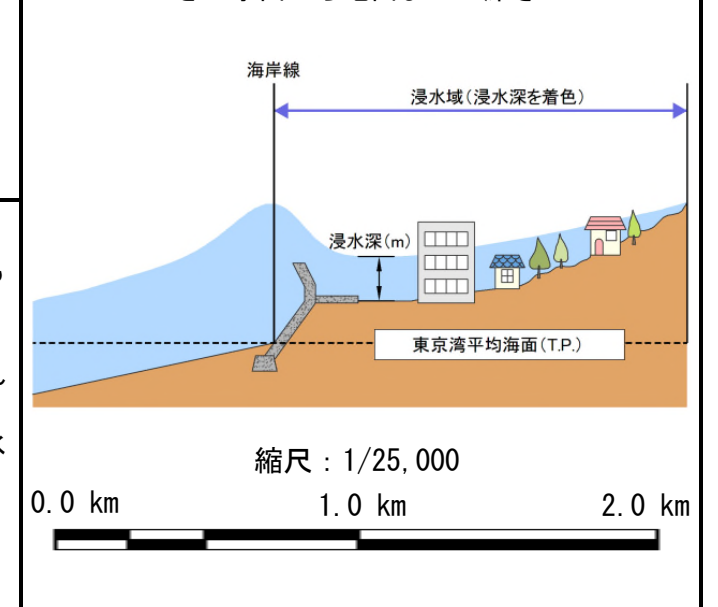 海岸線
浸水域(浸水深を着色)
浸水深(m)
東京湾平均海面(T.P.)
縮尺：1/25,000
0.0 km 1.0 km 2.0 km